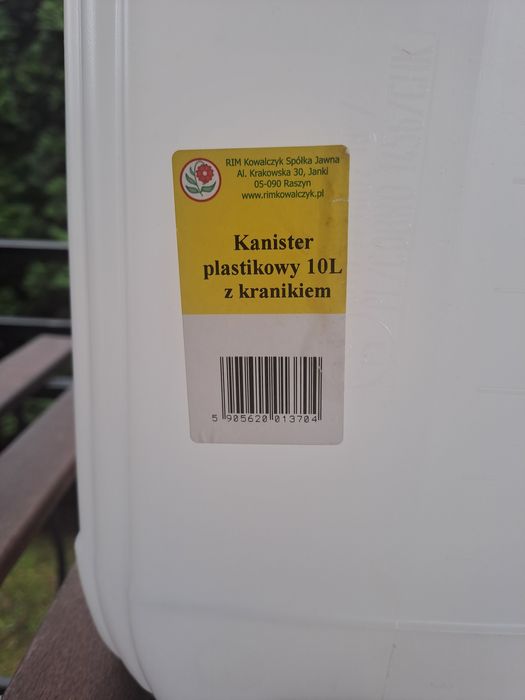 RIM Kowalczyk Spółka Jawna
Al. Krakowska 30, Janki
05-090 Raszyn
www.rimkowalczyk.pl
Kanister
plastikowy 10L
z kranikiem
5 905620 013704